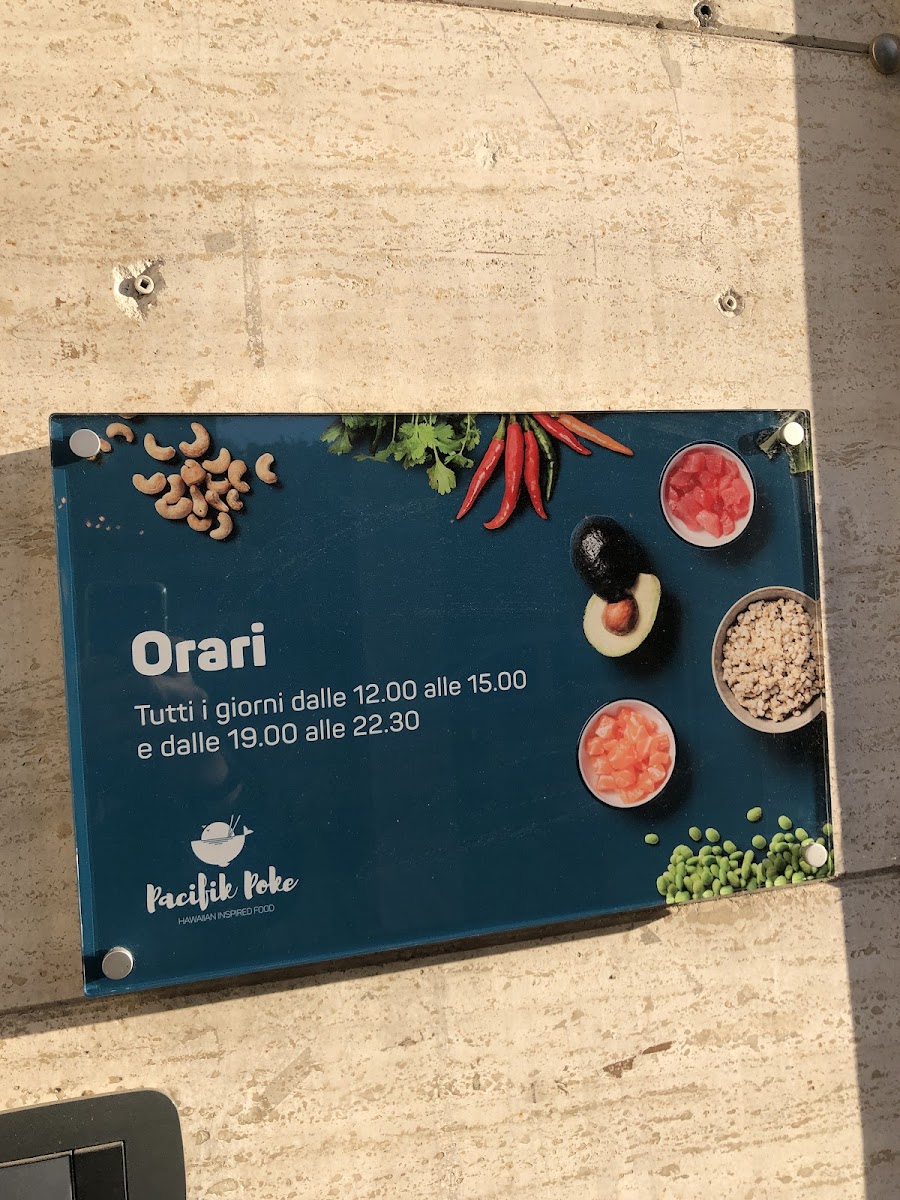 Orari
Tutti i giorni dalle 12.00 alle 15.00
e dalle 19.00 alle 22.30
Pacifik Poke
HAWAIIAN INSPIRED FOOD